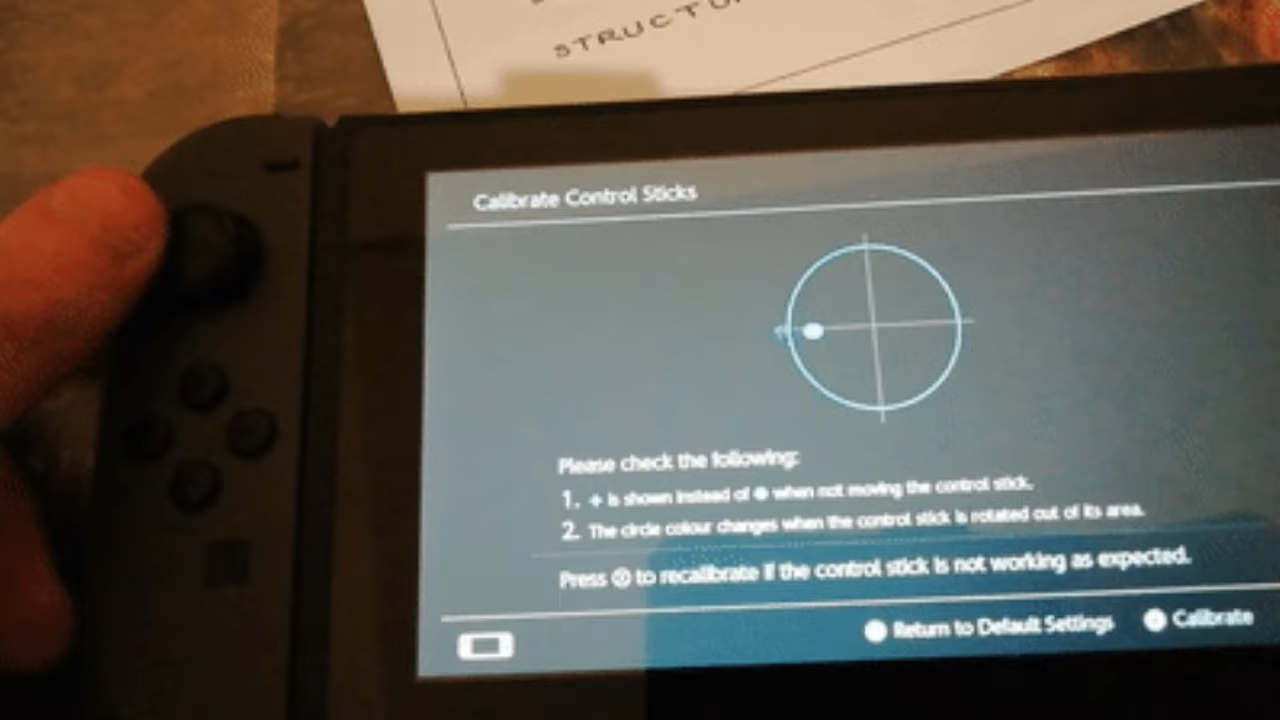 STRUCTU
Calibrate Control Sticks
Please check the following:
1. + is shown instead of ● when not moving the control stick.
2. The circle colour changes when the control stick is rotated out of its area.
Press Ⓧ to recalibrate if the control stick is not working as expected.
Return to Default Settings
Calibrate